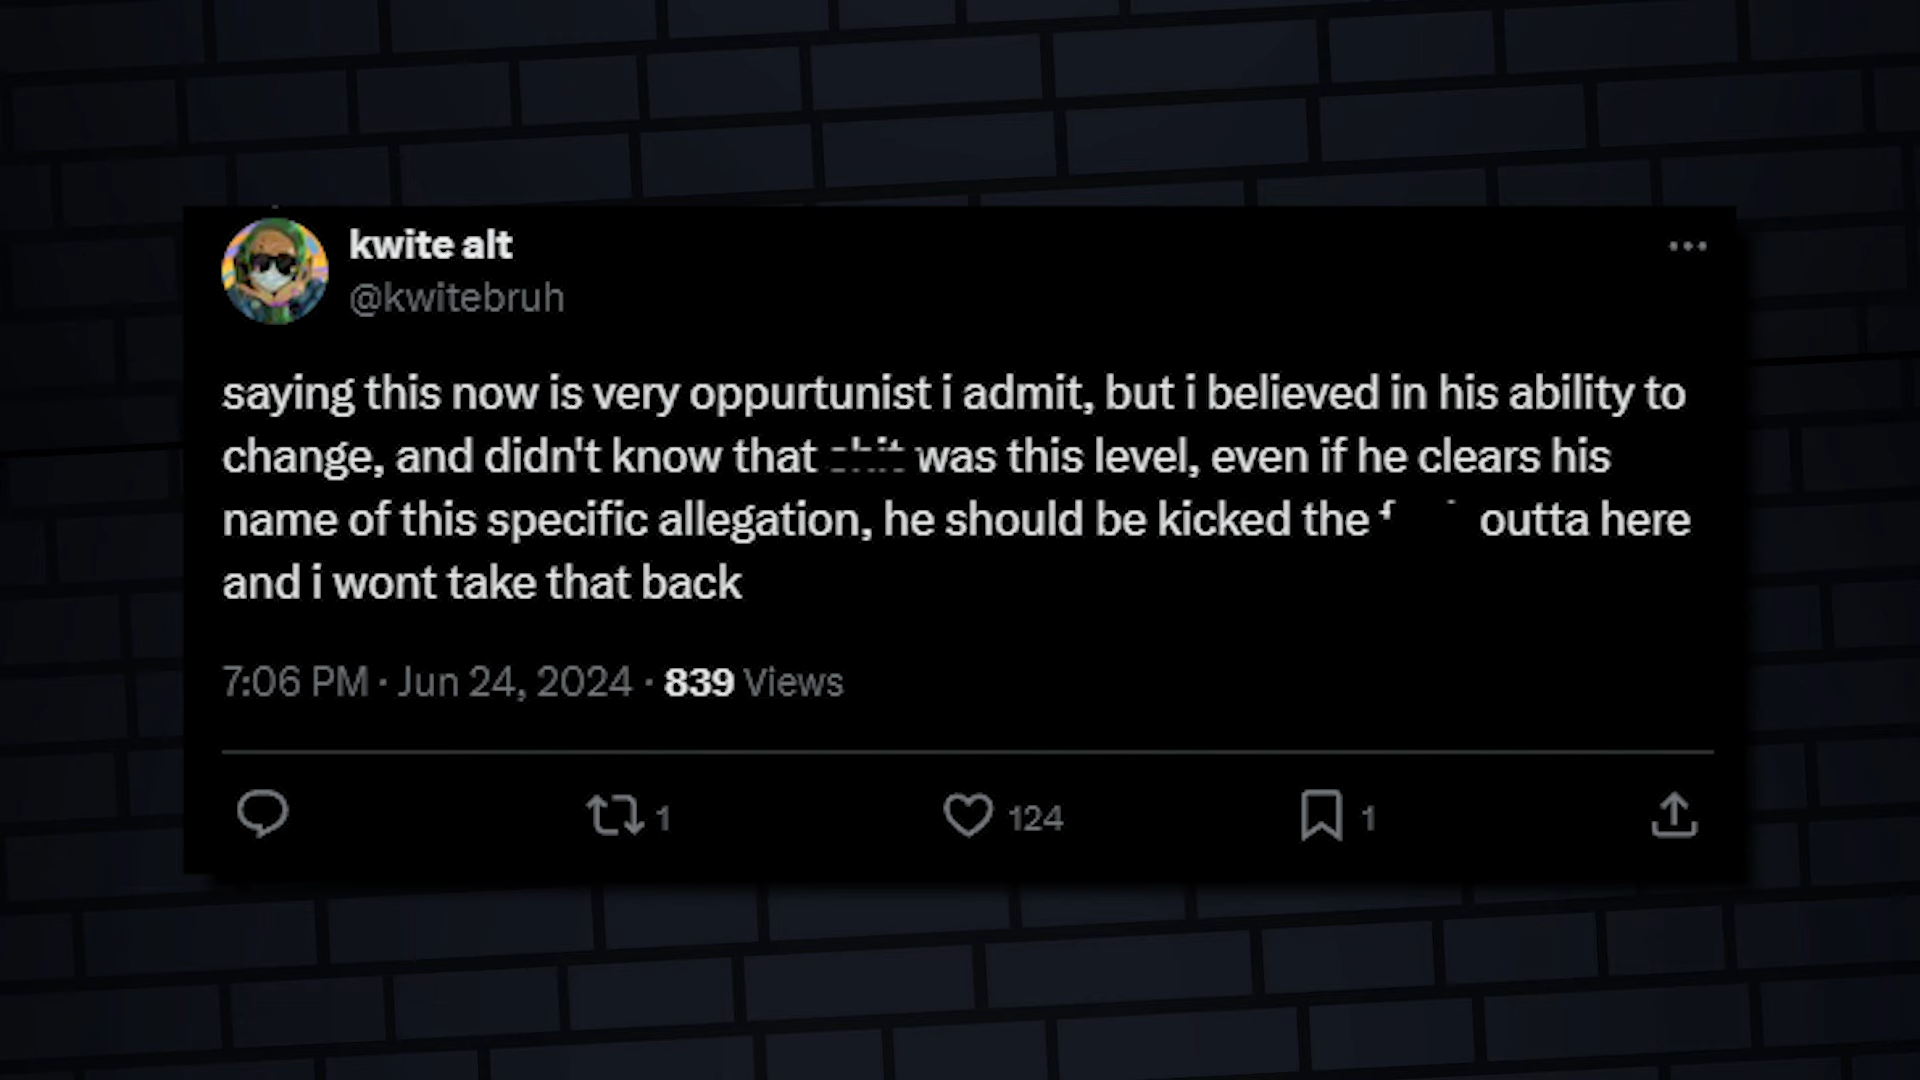 kwite alt
@kwitebruh
saying this now is very oppurtunist i admit, but i believed in his ability to
change, and didn't know that was this level, even if he clears his
name of this specific allegation, he should be kicked the outta here
and i wont take that back
7:06 PM · Jun 24, 2024 · 839 Views
1 124 1